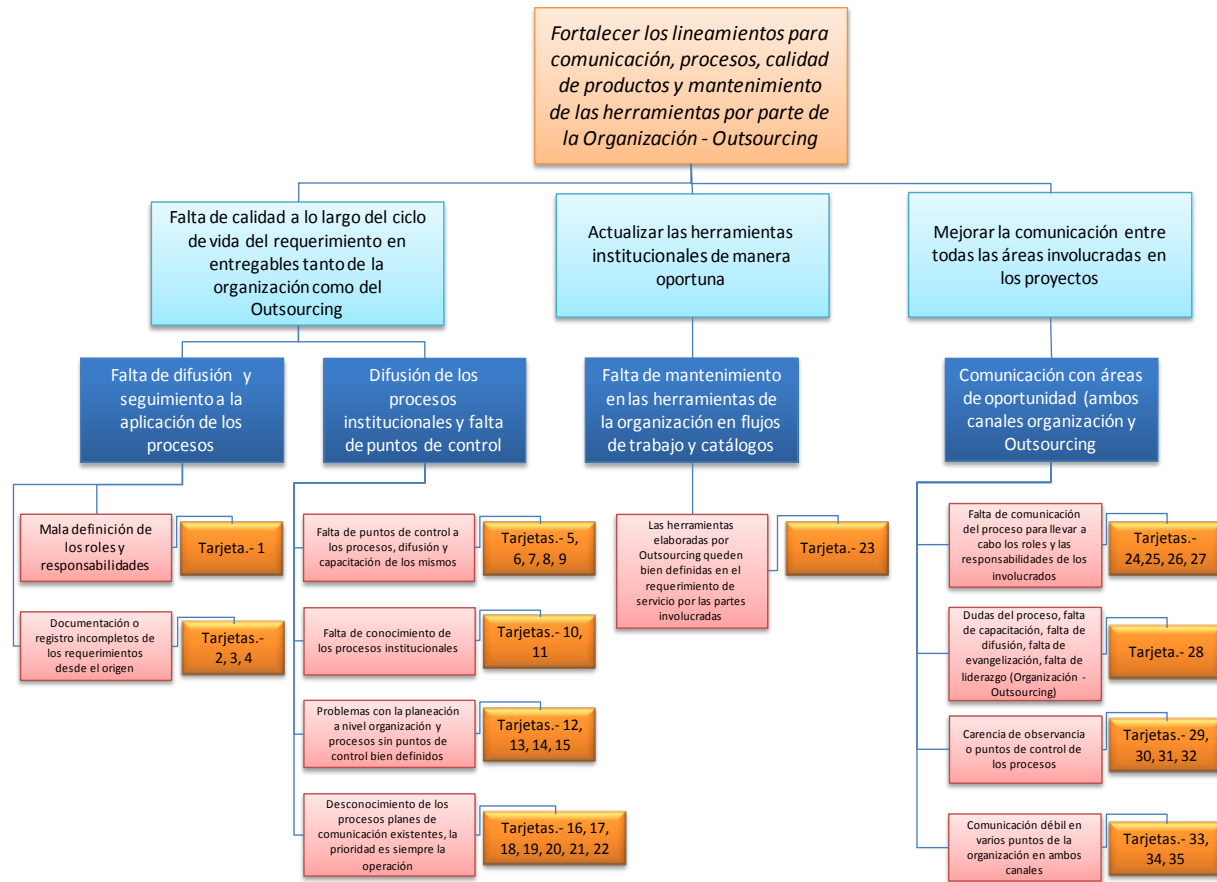 Fortalecer los lineamientos para
comunicación, procesos, calidad
de productos y mantenimiento
de las herramientas por parte de
la Organización - Outsourcing
Falta de calidad a lo largo del ciclo
de vida del requerimiento en
entregables tanto de la
organización como del
Outsourcing
Actualizar las herramientas
institucionales de manera
oportuna
Mejorar la comunicación entre
todas las áreas involucradas en
los proyectos
Falta de difusión y
seguimiento a la
aplicación de los
procesos
Difusión de los
procesos
institucionales y falta
de puntos de control
Falta de mantenimiento
en las herramientas de
la organización en flujos
de trabajo y catálogos
Comunicación con áreas
de oportunidad (ambos
canales organización y
Outsourcing
Mala definición de
los roles y
responsabilidades
Tarjeta.- 1
Documentación o
registro incompletos de
los requerimientos
desde el origen
Tarjetas.-
2, 3, 4
Falta de puntos de control a
los procesos, difusión y
capacitación de los mismos
Tarjetas.- 5,
6, 7, 8, 9
Falta de conocimiento de
los procesos institucionales
Tarjetas.- 10,
11
Problemas con la planeación
a nivel organización y
procesos sin puntos de
control bien definidos
Tarjetas.- 12,
13, 14, 15
Desconocimiento de los
procesos planes de
comunicación existentes, la
prioridad es siempre la
operación
Tarjetas.- 16, 17,
18, 19, 20, 21, 22
Las herramientas
elaboradas por
Outsourcing queden
bien definidas en el
requerimiento de
servicio por las partes
involucradas
Tarjeta.- 23
Falta de comunicación
del proceso para llevar a
cabo los roles y las
responsabilidades de los
involucrados
Tarjetas.-
24,25, 26, 27
Dudas del proceso, falta
de capacitación, falta de
difusión, falta de
evangelización, falta de
liderazgo (Organización -
Outsourcing)
Tarjeta.- 28
Carencia de observancia
o puntos de control de
los procesos
Tarjetas.- 29,
30, 31, 32
Comunicación débil en
varios puntos de la
organización en ambos
canales
Tarjetas.- 33,
34, 35